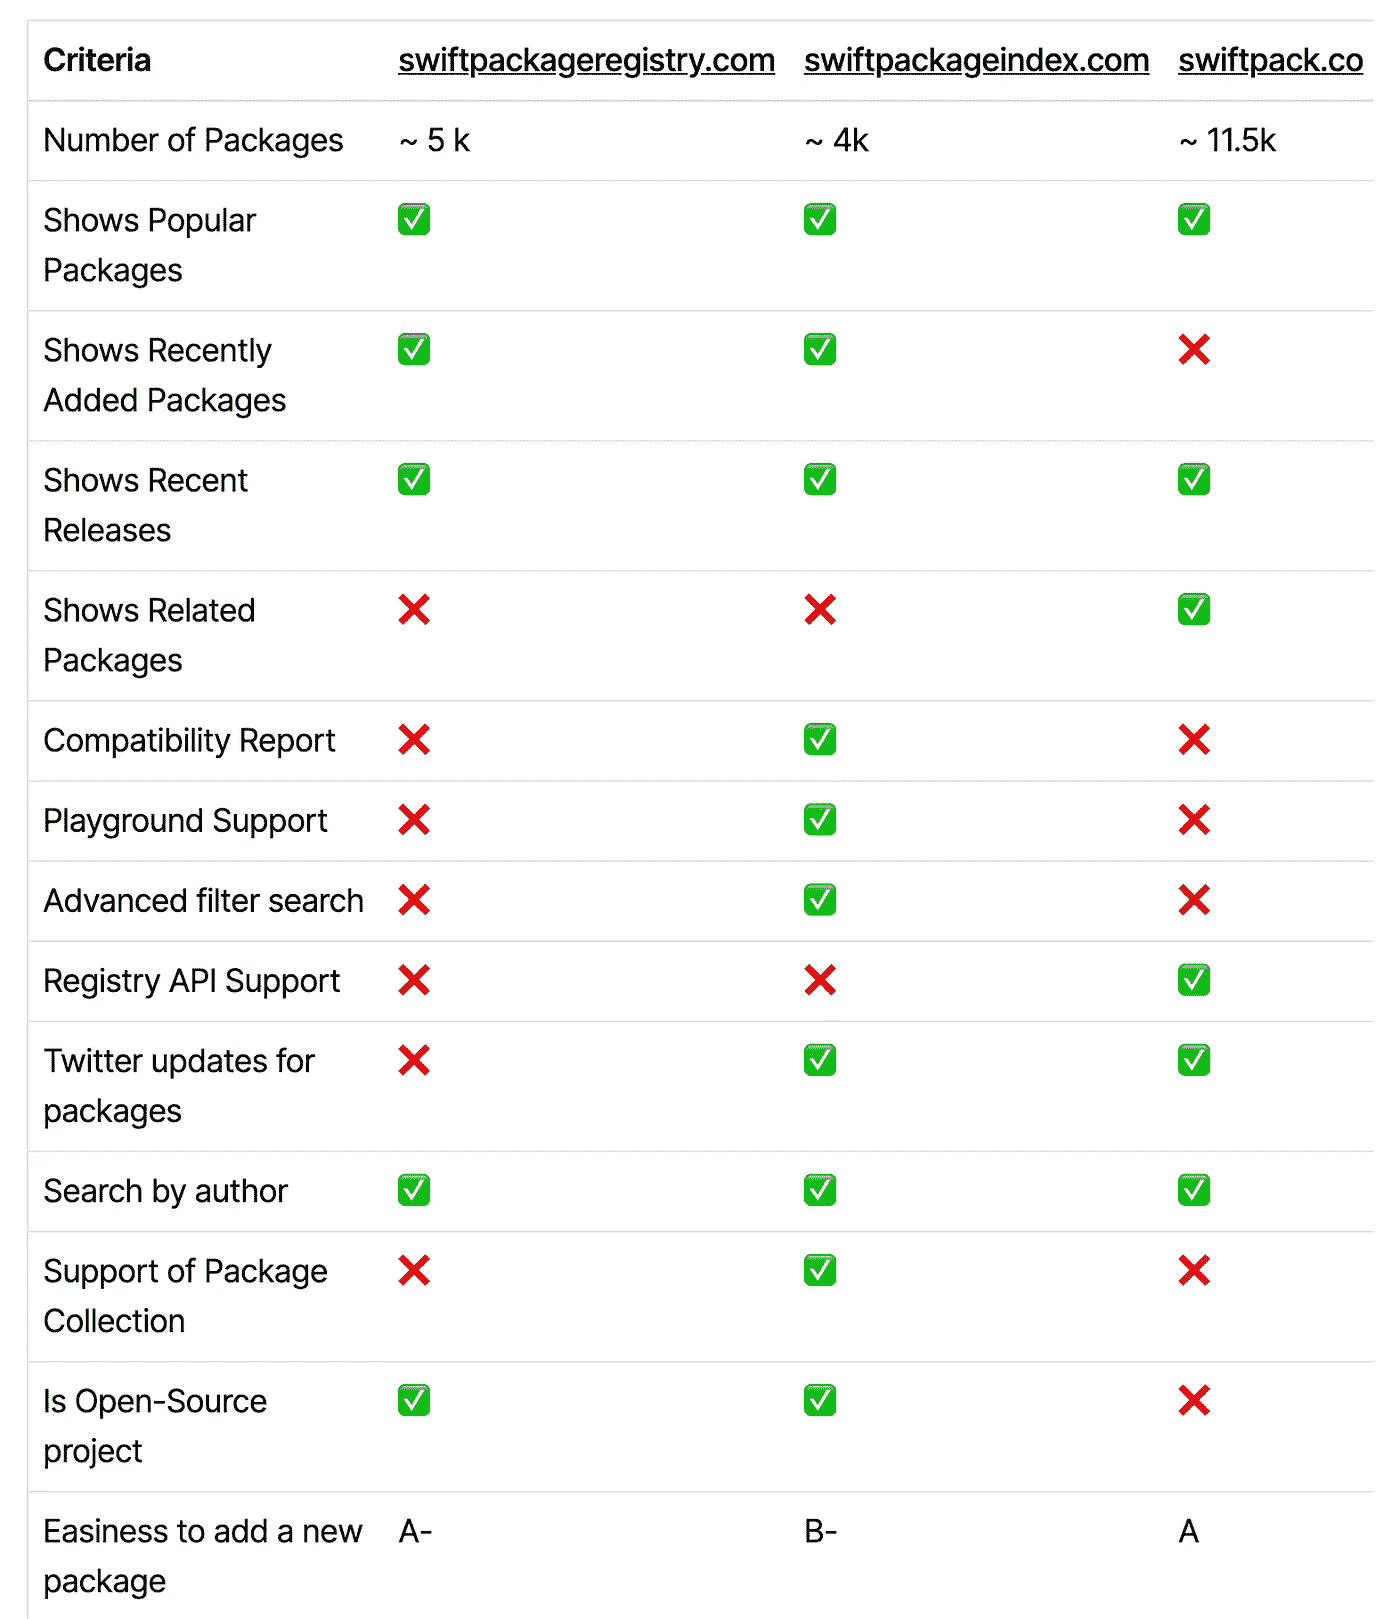 Criteria swiftpackageregistry.com swiftpackageindex.com swiftpack.co
Number of Packages ~ 5 k ~ 4k ~ 11.5k
Shows Popular ✅ ✅ ✅
Packages
Shows Recently ✅ ✅ ❌
Added Packages
Shows Recent ✅ ✅ ✅
Releases
Shows Related ❌ ❌ ✅
Packages
Compatibility Report ❌ ✅ ❌
Playground Support ❌ ✅ ❌
Advanced filter search ❌ ✅ ❌
Registry API Support ❌ ❌ ✅
Twitter updates for ❌ ✅ ✅
packages
Search by author ✅ ✅ ✅
Support of Package ❌ ✅ ❌
Collection
Is Open-Source ✅ ✅ ❌
project
Easiness to add a new A- B- A
package